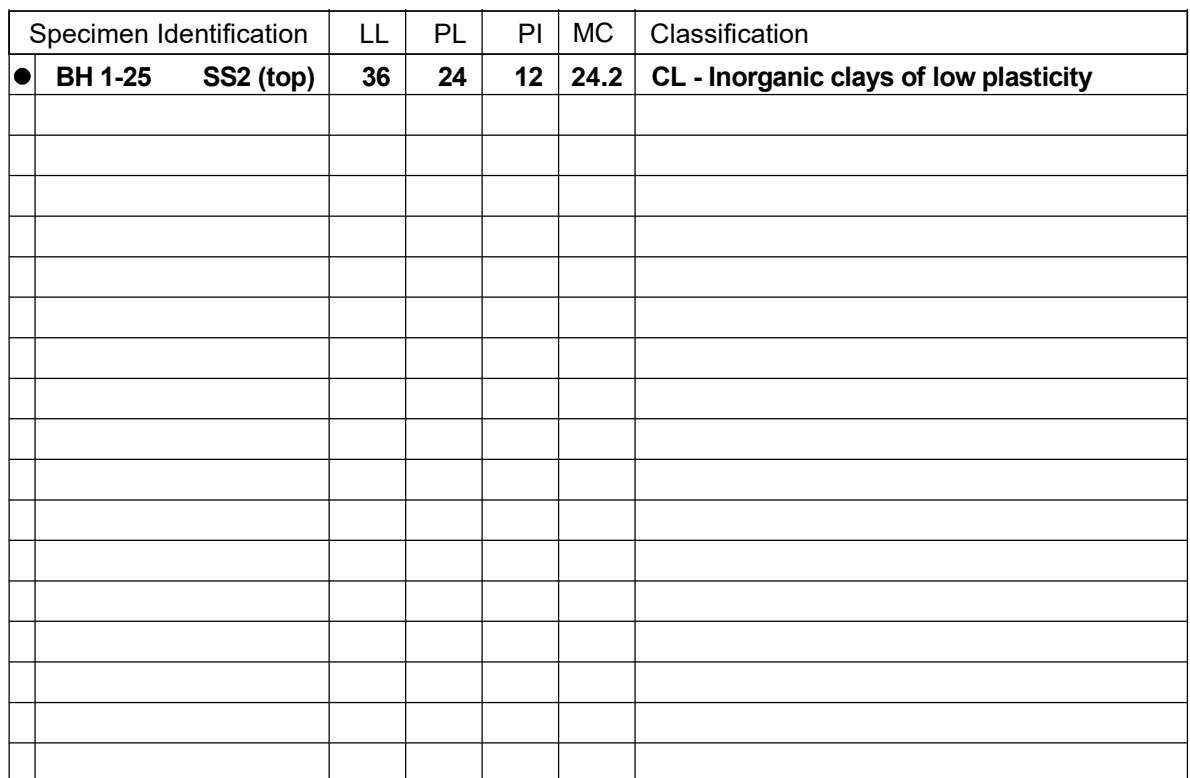 Specimen Identification LL PL PI MC Classification
● BH 1-25 SS2 (top) 36 24 12 24.2 CL - Inorganic clays of low plasticity